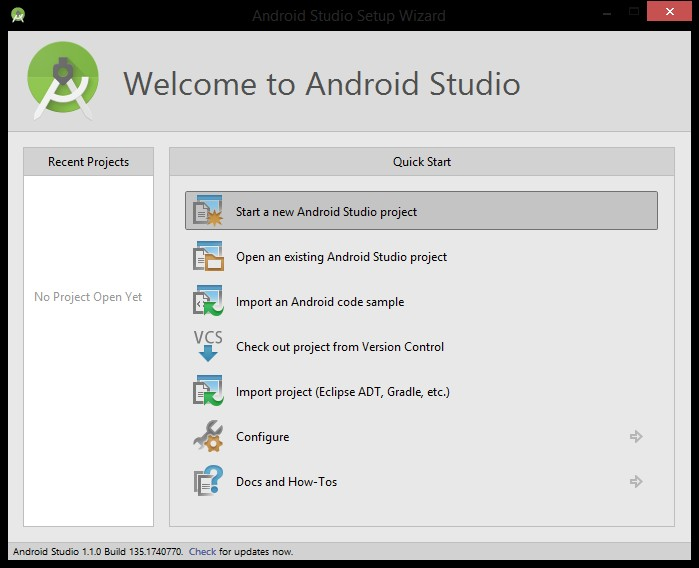 Android Studio Setup Wizard
Welcome to Android Studio
Recent Projects
No Project Open Yet
Quick Start
Start a new Android Studio project
Open an existing Android Studio project
Import an Android code sample
VCS
Check out project from Version Control
Import project (Eclipse ADT, Gradle, etc.)
Configure
Docs and How-Tos
Android Studio 1.1.0 Build 135.1740770. Check for updates now.